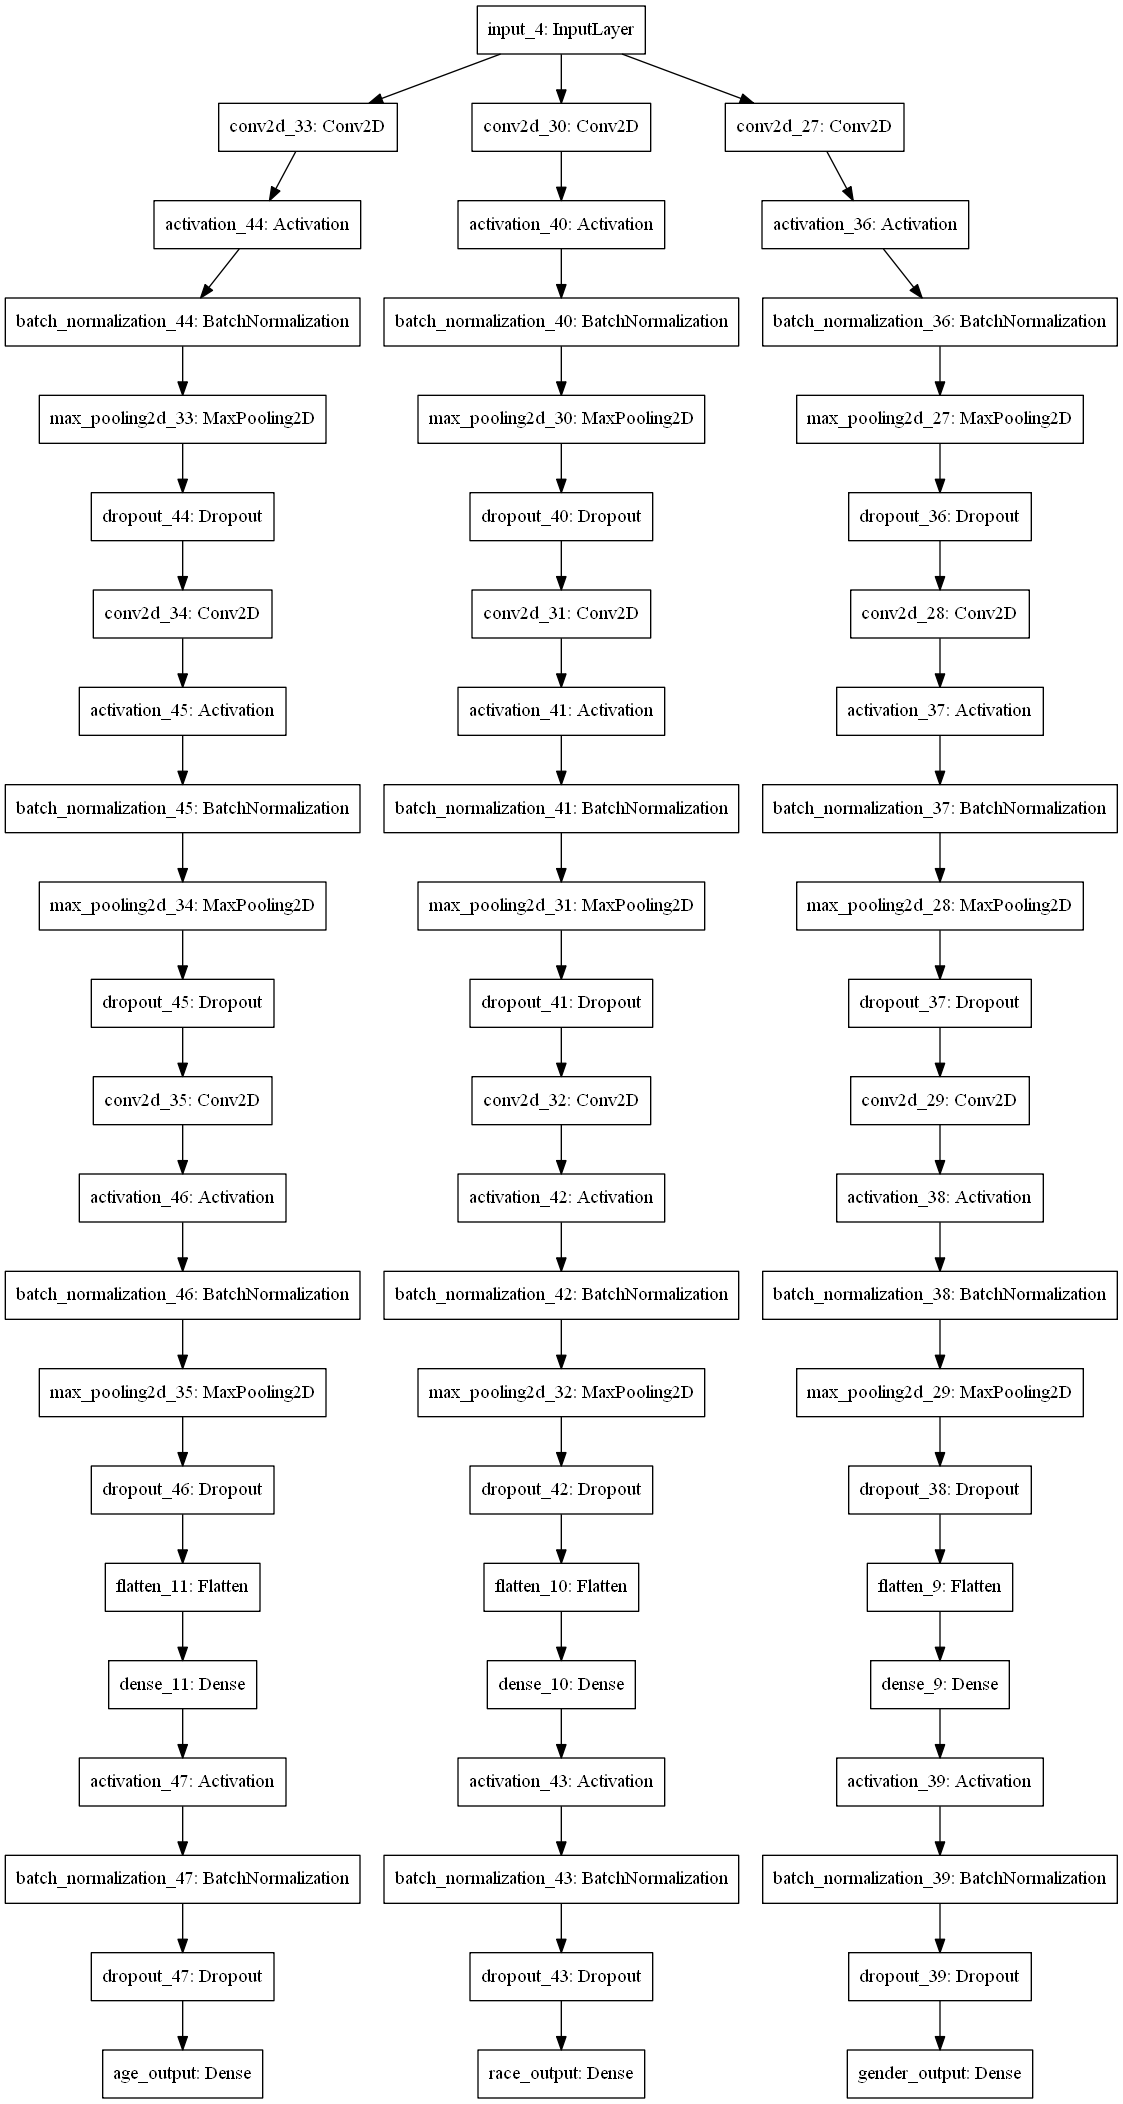 input_4: InputLayer
conv2d_33: Conv2D
conv2d_30: Conv2D
conv2d_27: Conv2D
activation_44: Activation
activation_40: Activation
activation_36: Activation
batch_normalization_44: BatchNormalization
batch_normalization_40: BatchNormalization
batch_normalization_36: BatchNormalization
max_pooling2d_33: MaxPooling2D
max_pooling2d_30: MaxPooling2D
max_pooling2d_27: MaxPooling2D
dropout_44: Dropout
dropout_40: Dropout
dropout_36: Dropout
conv2d_34: Conv2D
conv2d_31: Conv2D
conv2d_28: Conv2D
activation_45: Activation
activation_41: Activation
activation_37: Activation
batch_normalization_45: BatchNormalization
batch_normalization_41: BatchNormalization
batch_normalization_37: BatchNormalization
max_pooling2d_34: MaxPooling2D
max_pooling2d_31: MaxPooling2D
max_pooling2d_28: MaxPooling2D
dropout_45: Dropout
dropout_41: Dropout
dropout_37: Dropout
conv2d_35: Conv2D
conv2d_32: Conv2D
conv2d_29: Conv2D
activation_46: Activation
activation_42: Activation
activation_38: Activation
batch_normalization_46: BatchNormalization
batch_normalization_42: BatchNormalization
batch_normalization_38: BatchNormalization
max_pooling2d_35: MaxPooling2D
max_pooling2d_32: MaxPooling2D
max_pooling2d_29: MaxPooling2D
dropout_46: Dropout
dropout_42: Dropout
dropout_38: Dropout
flatten_11: Flatten
flatten_10: Flatten
flatten_9: Flatten
dense_11: Dense
dense_10: Dense
dense_9: Dense
activation_47: Activation
activation_43: Activation
activation_39: Activation
batch_normalization_47: BatchNormalization
batch_normalization_43: BatchNormalization
batch_normalization_39: BatchNormalization
dropout_47: Dropout
dropout_43: Dropout
dropout_39: Dropout
age_output: Dense
race_output: Dense
gender_output: Dense